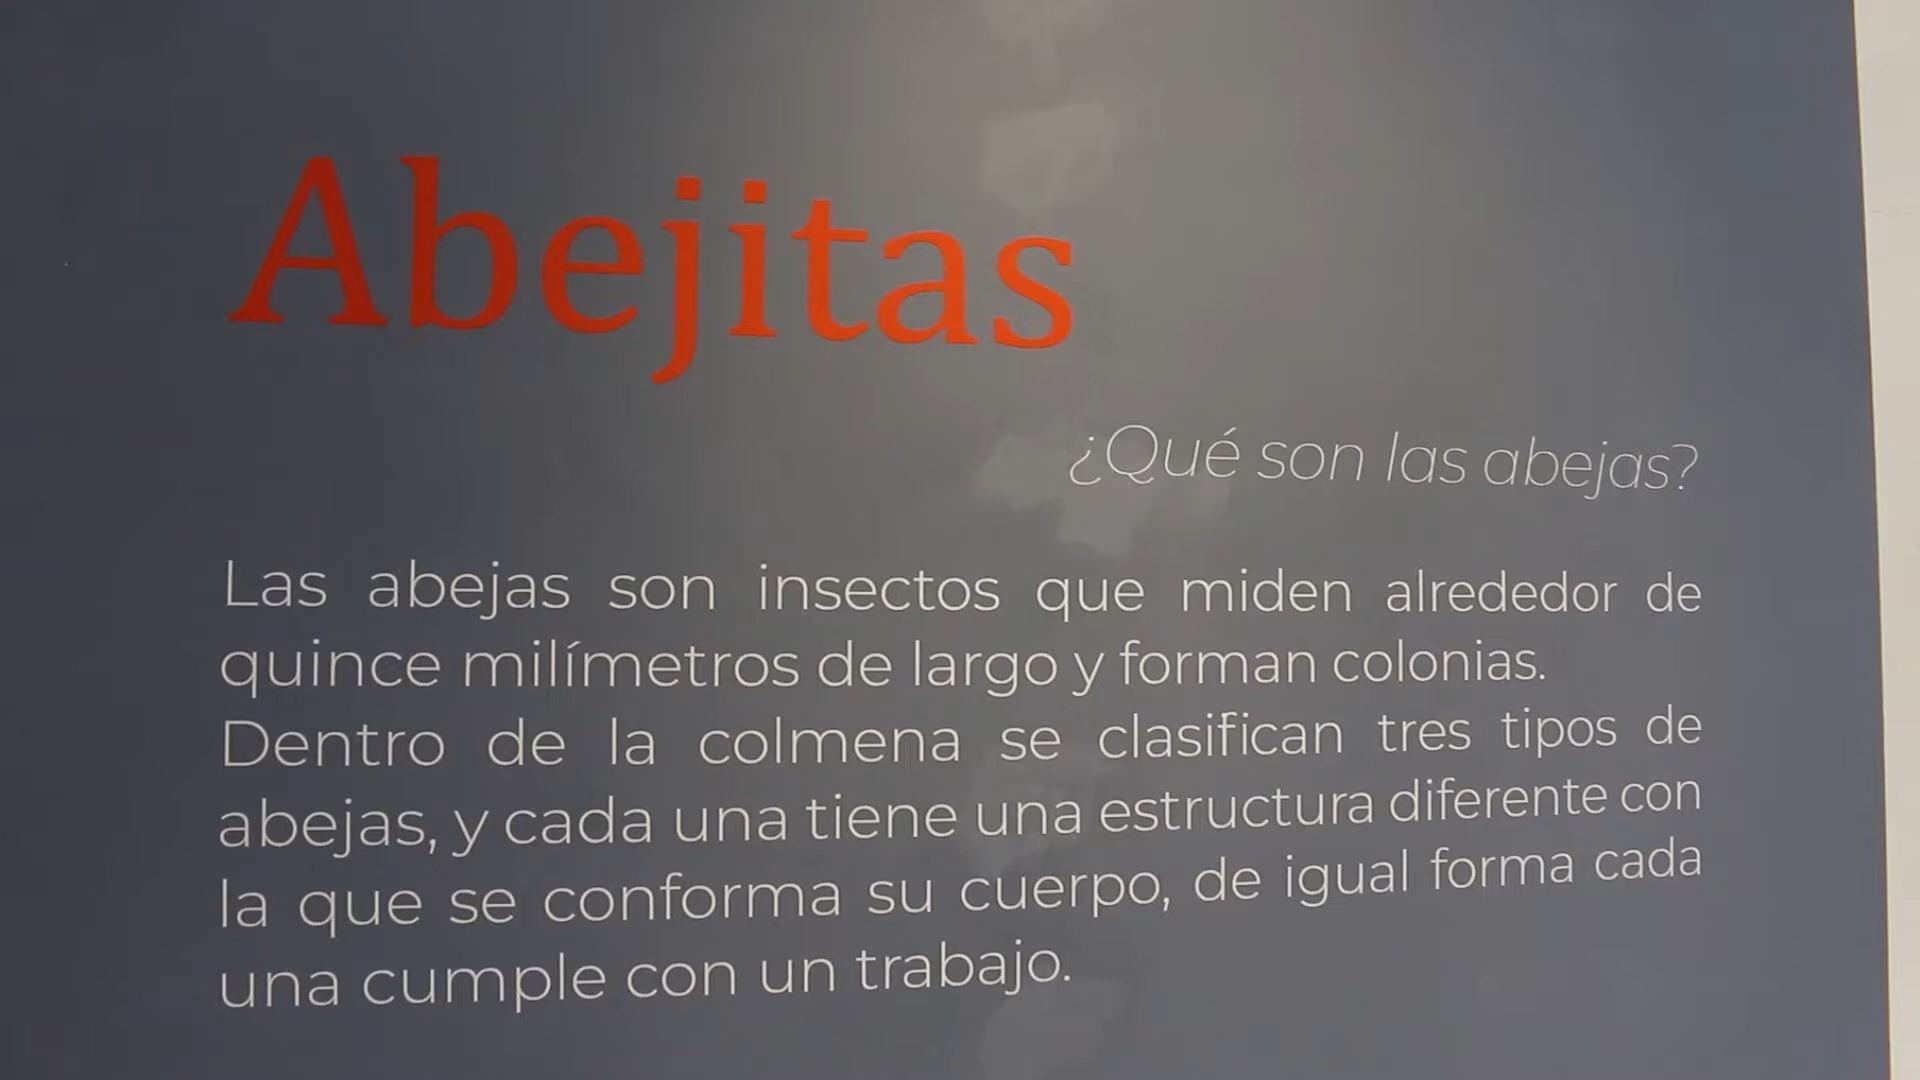 Abejitas
¿Qué son las abejas?
Las abejas son insectos que miden alrededor de
quince milímetros de largo y forman colonias.
Dentro de la colmena se clasifican tres tipos de
abejas, y cada una tiene una estructura diferente con
la que se conforma su cuerpo, de igual forma cada
una cumple con un trabajo.